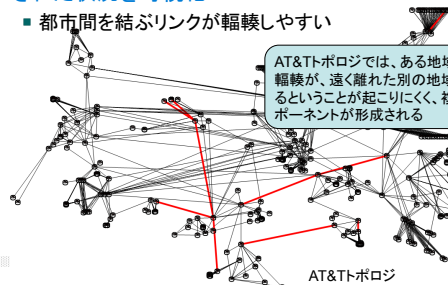 都市間を結ぶリンクが輻輳しやすい
AT&Tトポロジでは、ある地域
輻輳が、遠く離れた別の地域
るということが起こりにくく、
ポーネントが形成される
AT&Tトポロジ